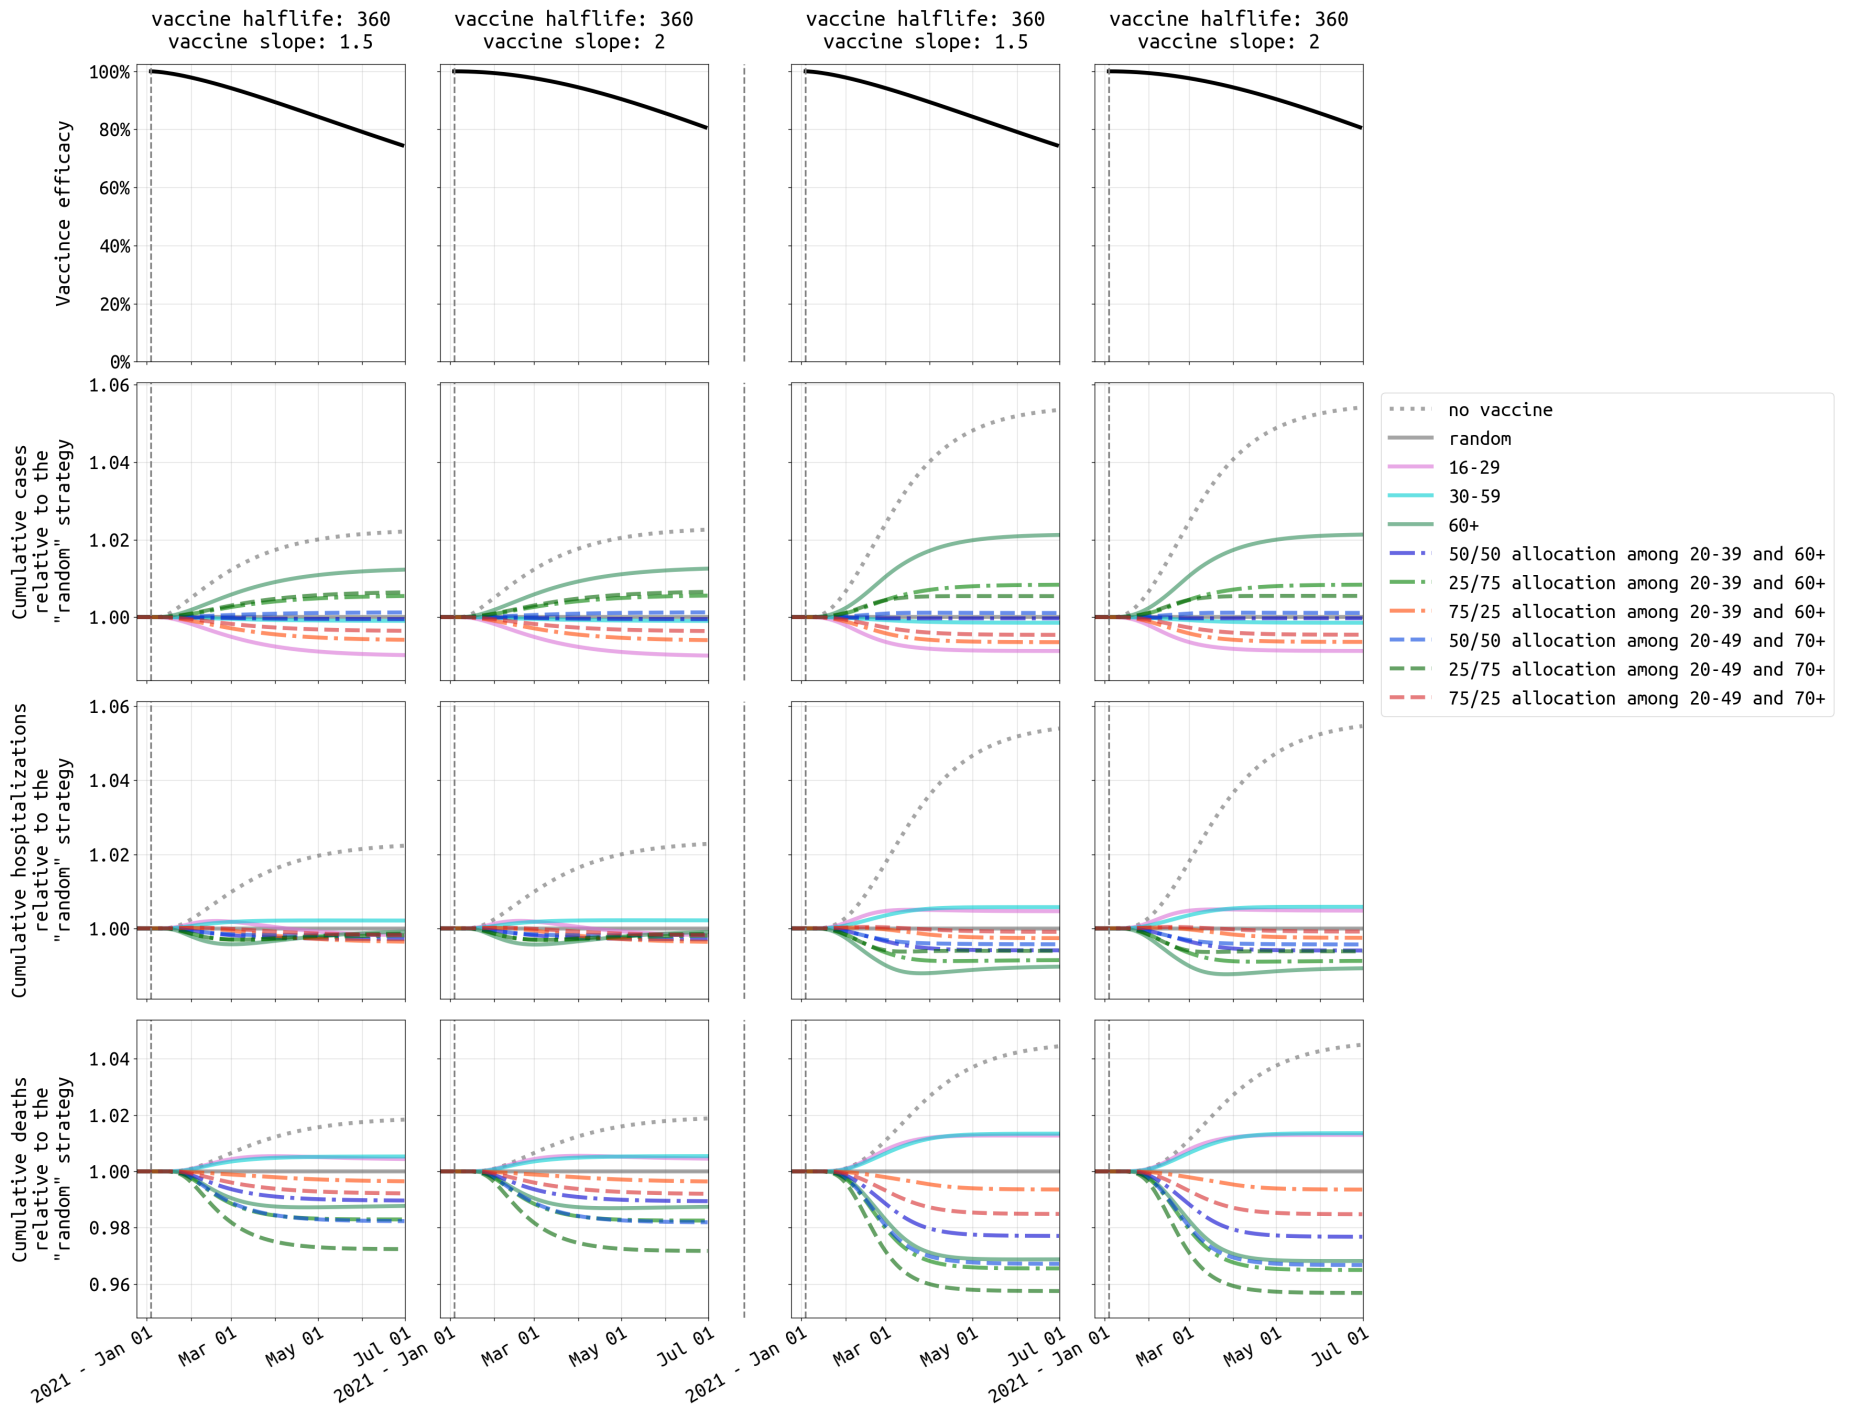 vaccine halflife: 360
vaccine slope: 1.5
vaccine halflife: 360
vaccine slope: 2
vaccine halflife: 360
vaccine slope: 1.5
vaccine halflife: 360
vaccine slope: 2
Vaccince efficacy
100%
80%
60%
40%
20%
0%
Cumulative cases
relative to the
"random" strategy
1.06
1.04
1.02
1.00
no vaccine
random
16-29
30-59
60+
50/50 allocation among 20-39 and 60+
25/75 allocation among 20-39 and 60+
75/25 allocation among 20-39 and 60+
50/50 allocation among 20-49 and 70+
25/75 allocation among 20-49 and 70+
75/25 allocation among 20-49 and 70+
Cumulative hospitalizations
relative to the
"random" strategy
1.06
1.04
1.02
1.00
Cumulative deaths
relative to the
"random" strategy
1.04
1.02
1.00
0.98
0.96
2021 - Jan 01
Mar 01
May 01
Jul 01
2021 - Jan 01
Mar 01
May 01
Jul 01
2021 - Jan 01
Mar 01
May 01
Jul 01
2021 - Jan 01
Mar 01
May 01
Jul 01